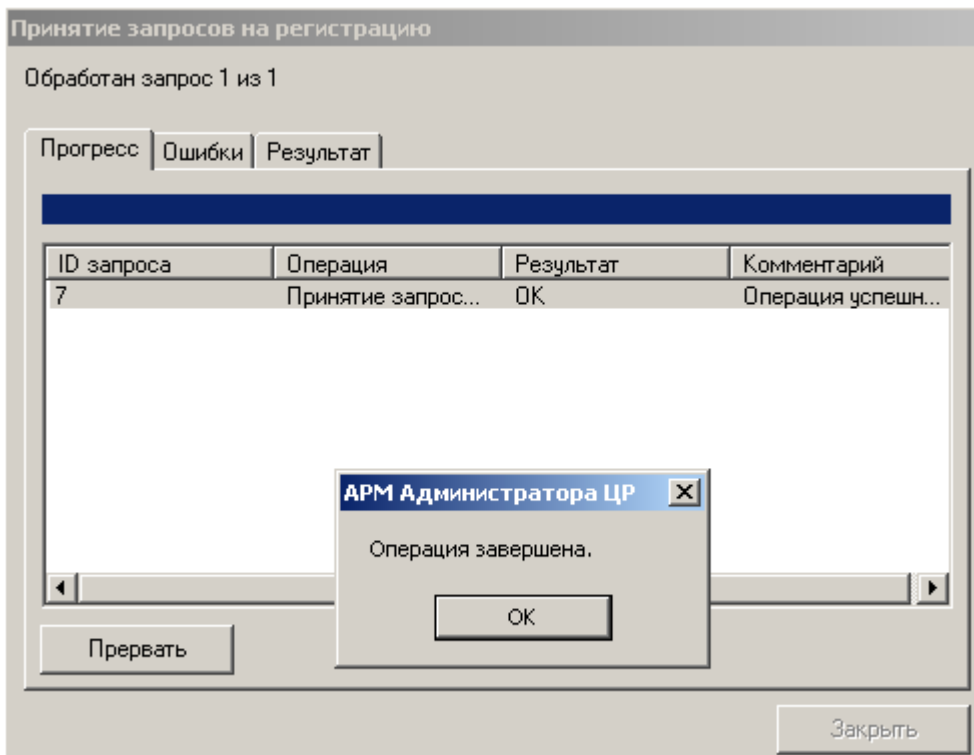 Принятие запросов на регистрацию
Обработан запрос 1 из 1
Прогресс Ошибки Результат
ID запроса Операция Результат Комментарий
7 Принятие запрос... OK Операция успешн...
АРМ Администратора ЦР
Операция завершена.
OK
Прервать
Закрыть